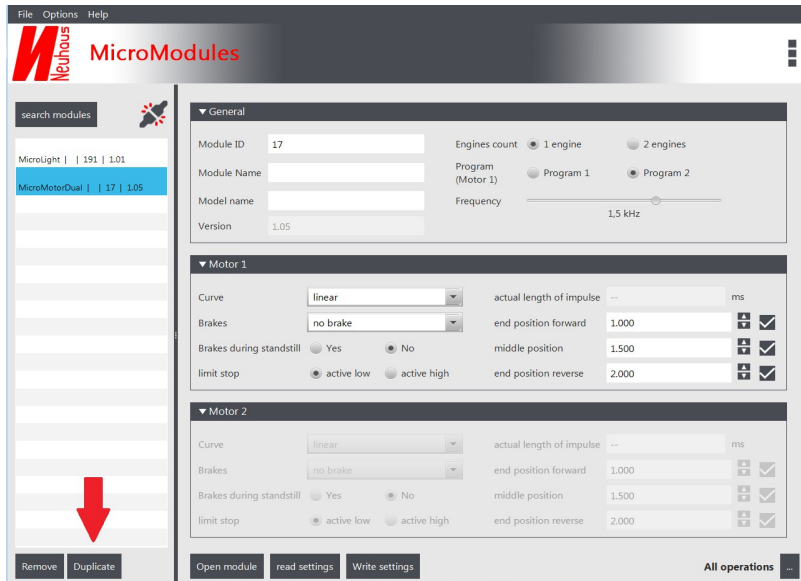 File Options Help
Neuhaus
MicroModules
search modules
MicroLight | | 191 | 1.01
MicroMotorDual | | 17 | 1.05
Remove Duplicate
▼ General
Module ID 17 Engines count 1 engine 2 engines
Module Name Program (Motor 1) Program 1 Program 2
Model name Frequency 1,5 kHz
Version 1.05
▼ Motor 1
Curve linear actual length of impulse -- ms
Brakes no brake end position forward 1.000
Brakes during standstill Yes No middle position 1.500
limit stop active low active high end position reverse 2.000
▼ Motor 2
Curve linear actual length of impulse -- ms
Brakes no brake end position forward 1.000
Brakes during standstill Yes No middle position 1.500
limit stop active low active high end position reverse 2.000
Open module read settings Write settings All operations ...